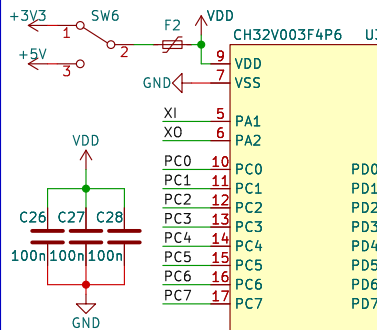 +3V3 SW6 F2 VDD
1
2
CH32V003F4P6 U3
+5V
3
9 VDD
GND 7 VSS
XI 5 PA1
XO 6 PA2
VDD
PC0 10 PC0 PD0
PC1 11 PC1 PD1
PC2 12 PC2 PD2
C26 C27 C28 PC3 13 PC3 PD3
PC4 14 PC4 PD4
100n 100n 100n PC5 15 PC5 PD5
PC6 16 PC6 PD6
PC7 17 PC7 PD7
GND